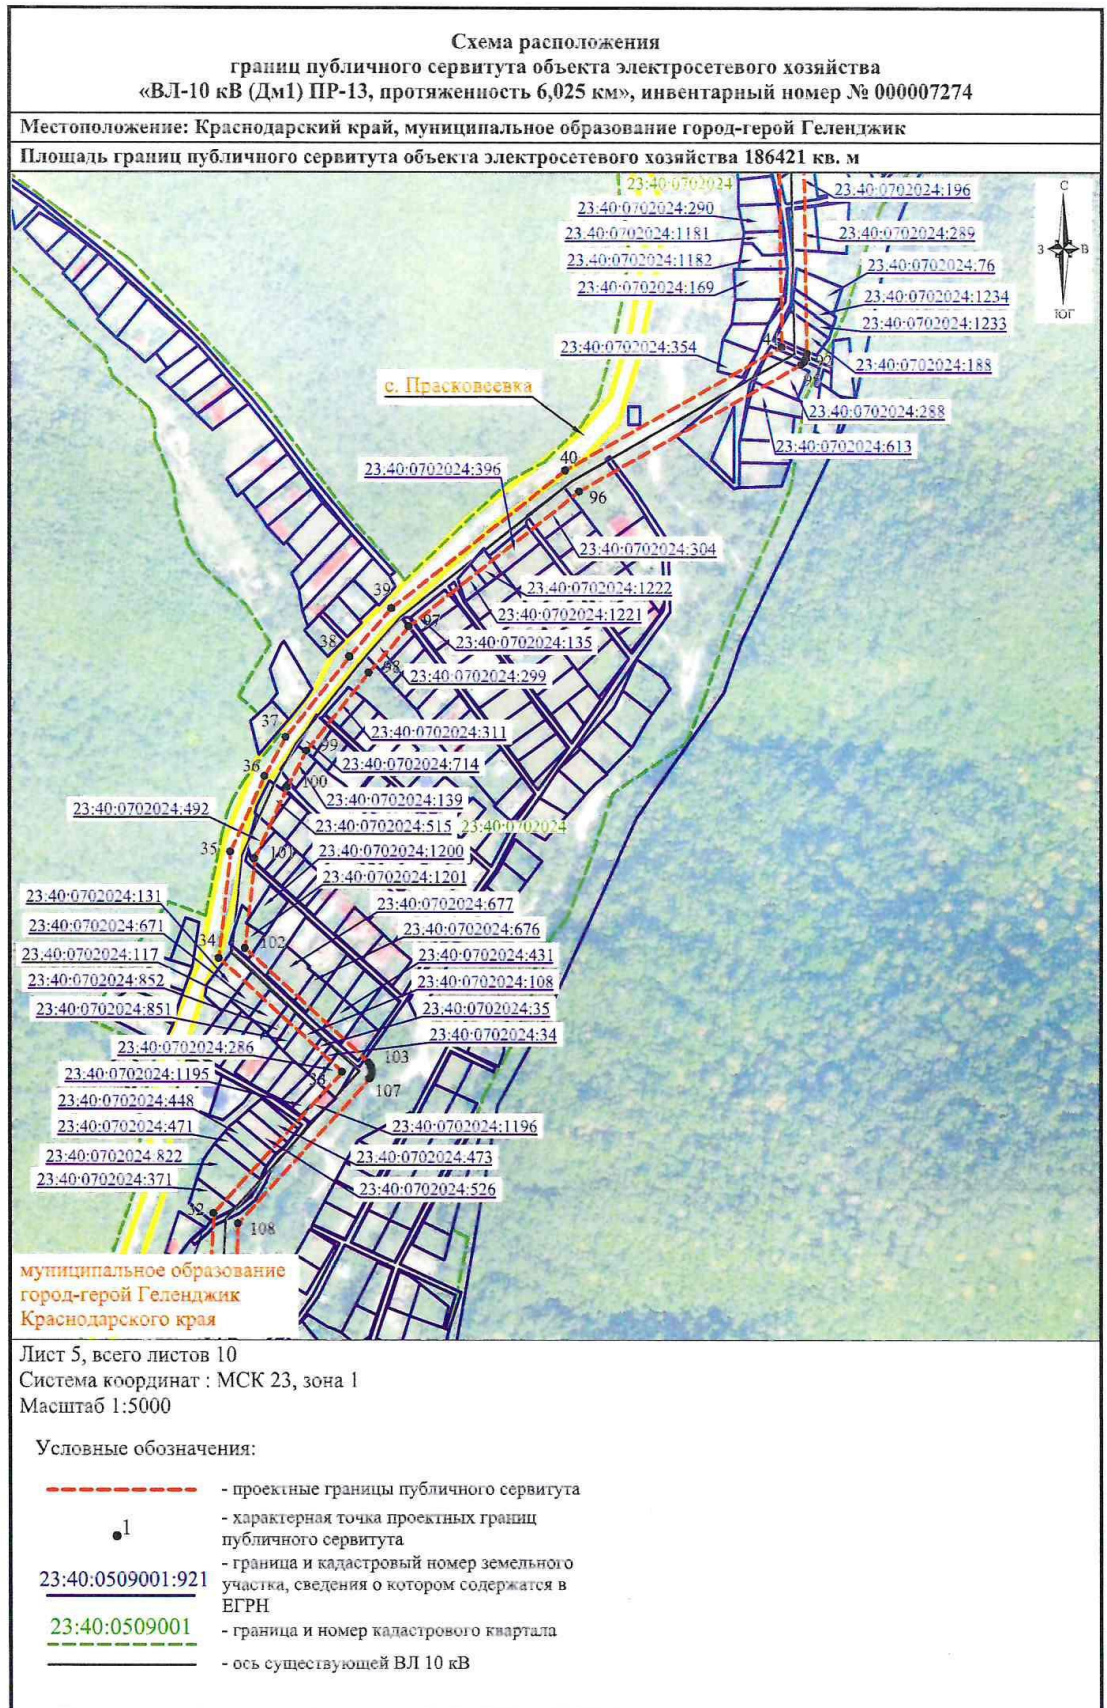 Схема расположения
границ публичного сервитута объекта электросетевого хозяйства
«ВЛ-10 кВ (Дм1) ПР-13, протяженность 6,025 км», инвентарный номер № 000007274
Местоположение: Краснодарский край, муниципальное образование город-герой Геленджик
Площадь границ публичного сервитута объекта электросетевого хозяйства 186421 кв. м
23:40:0702024
23:40:0702024:196
23:40:0702024:290
23:40:0702024:1181
23:40:0702024:289
23:40:0702024:1182
23:40:0702024:76
23:40:0702024:169
23:40:0702024:1234
23:40:0702024:1233
С
З
В
ЮГ
23:40:0702024:354
92
23:40:0702024:188
с. Прасковеевка
23:40:0702024:288
23:40:0702024:613
40
23:40:0702024:396
96
23:40:0702024:304
23:40:0702024:1222
39
23:40:0702024:1221
97
38
23:40:0702024:135
98
23:40:0702024:299
37
23:40:0702024:311
99
23:40:0702024:714
36
100
23:40:0702024:139
23:40:0702024:492
23:40:0702024:515
23:40:0702024
35
101
23:40:0702024:1200
23:40:0702024:1201
23:40:0702024:131
23:40:0702024:677
23:40:0702024:671
23:40:0702024:676
34
102
23:40:0702024:117
23:40:0702024:431
23:40:0702024:852
23:40:0702024:108
23:40:0702024:851
23:40:0702024:35
23:40:0702024:34
23:40:0702024:286
103
23:40:0702024:1195
33
107
23:40:0702024:448
23:40:0702024:471
23:40:0702024:1196
23:40:0702024:822
23:40:0702024:473
23:40:0702024:371
23:40:0702024:526
32
108
муниципальное образование
город-герой Геленджик
Краснодарского края
Лист 5, всего листов 10
Система координат : МСК 23, зона 1
Масштаб 1:5000
Условные обозначения:
- проектные границы публичного сервитута
1
- характерная точка проектных границ
публичного сервитута
23:40:0509001:921
- граница и кадастровый номер земельного
участка, сведения о котором содержатся в
ЕГРН
23:40:0509001
- граница и номер кадастрового квартала
- ось существующей ВЛ 10 кВ